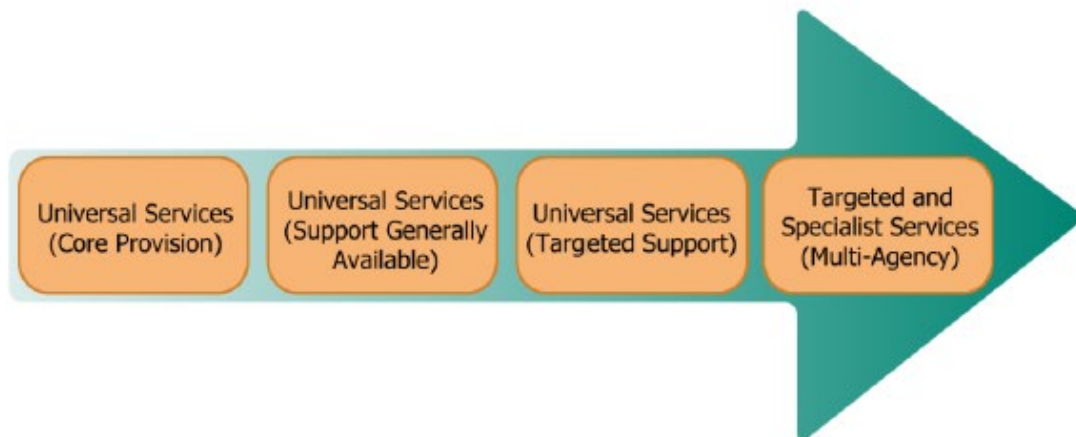 Universal Services
(Core Provision)
Universal Services
(Support Generally
Available)
Universal Services
(Targeted Support)
Targeted and
Specialist Services
(Multi-Agency)